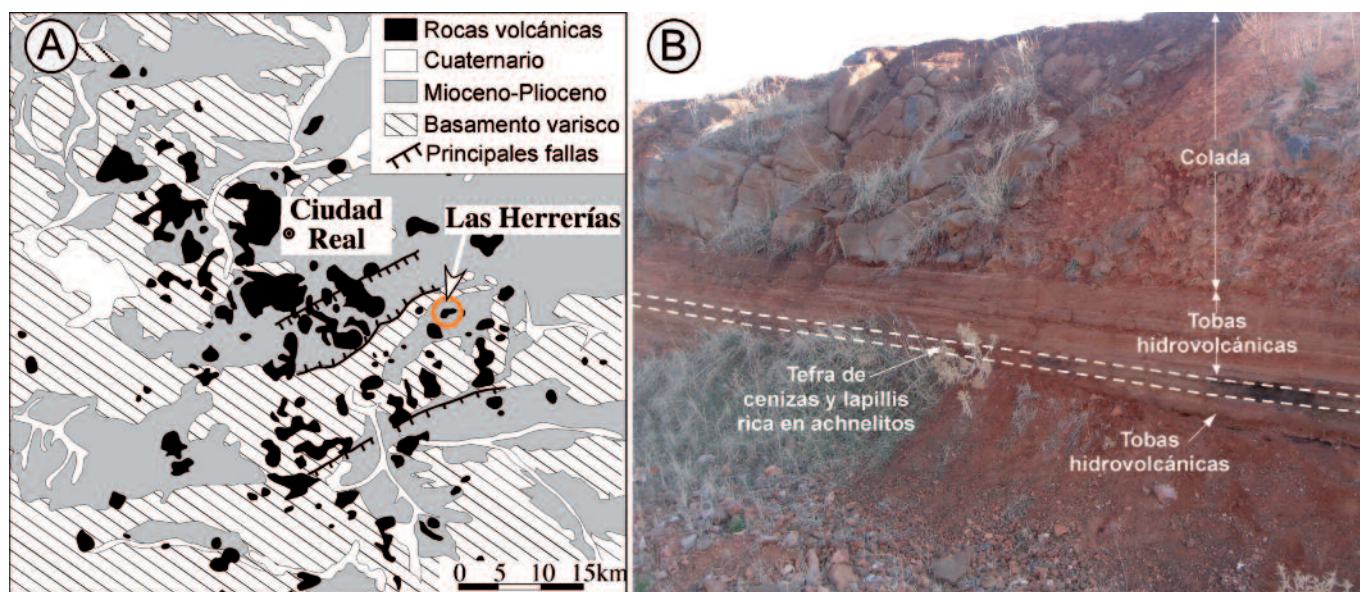 A
Rocas volcánicas
Cuaternario
Mioceno-Plioceno
Basamento varisco
Principales fallas
Ciudad
Real
Las Herrerías
0 5 10 15km
B
Colada
Tobas
hidrovolcánicas
Tefra de
cenizas y lapillis
rica en achnelitos
Tobas
hidrovolcánicas